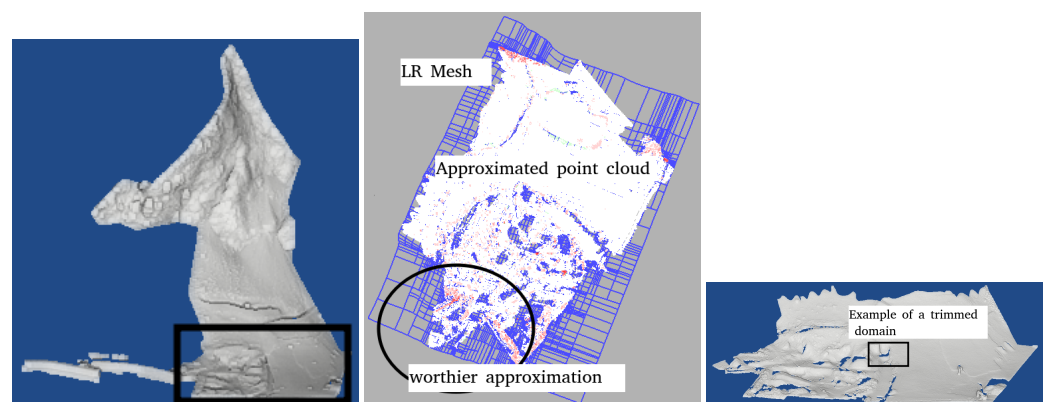 LR Mesh
Approximated point cloud
worthier approximation
Example of a trimmed
domain